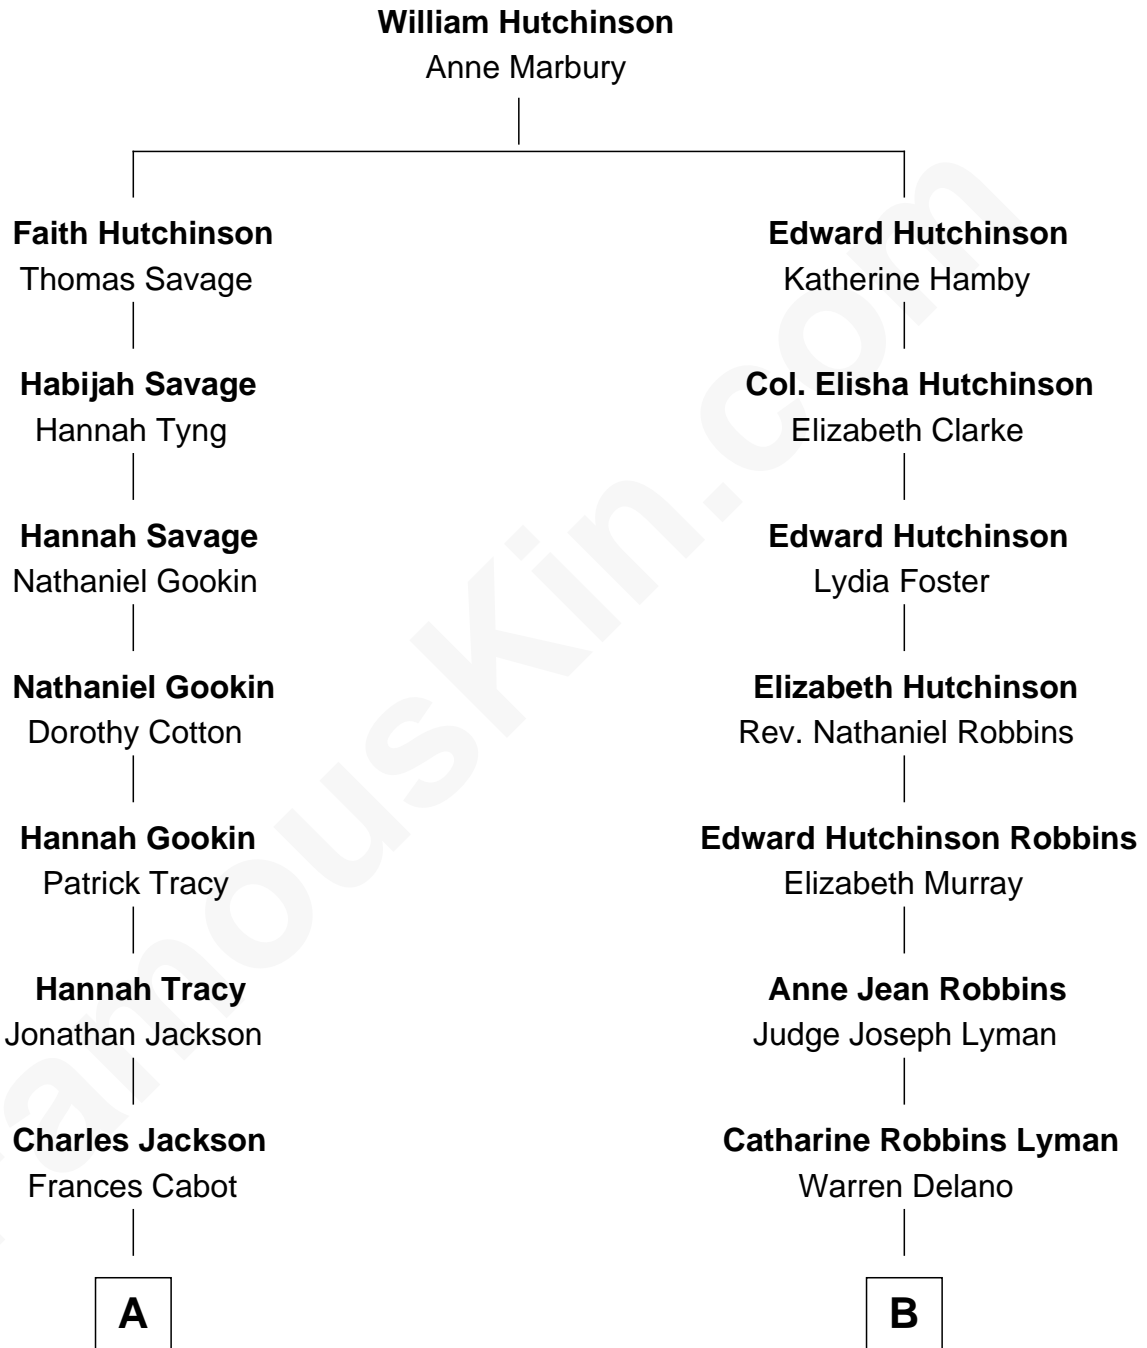 William Hutchinson
Anne Marbury
Faith Hutchinson
Thomas Savage
Edward Hutchinson
Katherine Hamby
Habijah Savage
Hannah Tyng
Col. Elisha Hutchinson
Elizabeth Clarke
Hannah Savage
Nathaniel Gookin
Edward Hutchinson
Lydia Foster
Nathaniel Gookin
Dorothy Cotton
Elizabeth Hutchinson
Rev. Nathaniel Robbins
Hannah Gookin
Patrick Tracy
Edward Hutchinson Robbins
Elizabeth Murray
Hannah Tracy
Jonathan Jackson
Anne Jean Robbins
Judge Joseph Lyman
Charles Jackson
Frances Cabot
Catharine Robbins Lyman
Warren Delano
A
B
FamousKin.com